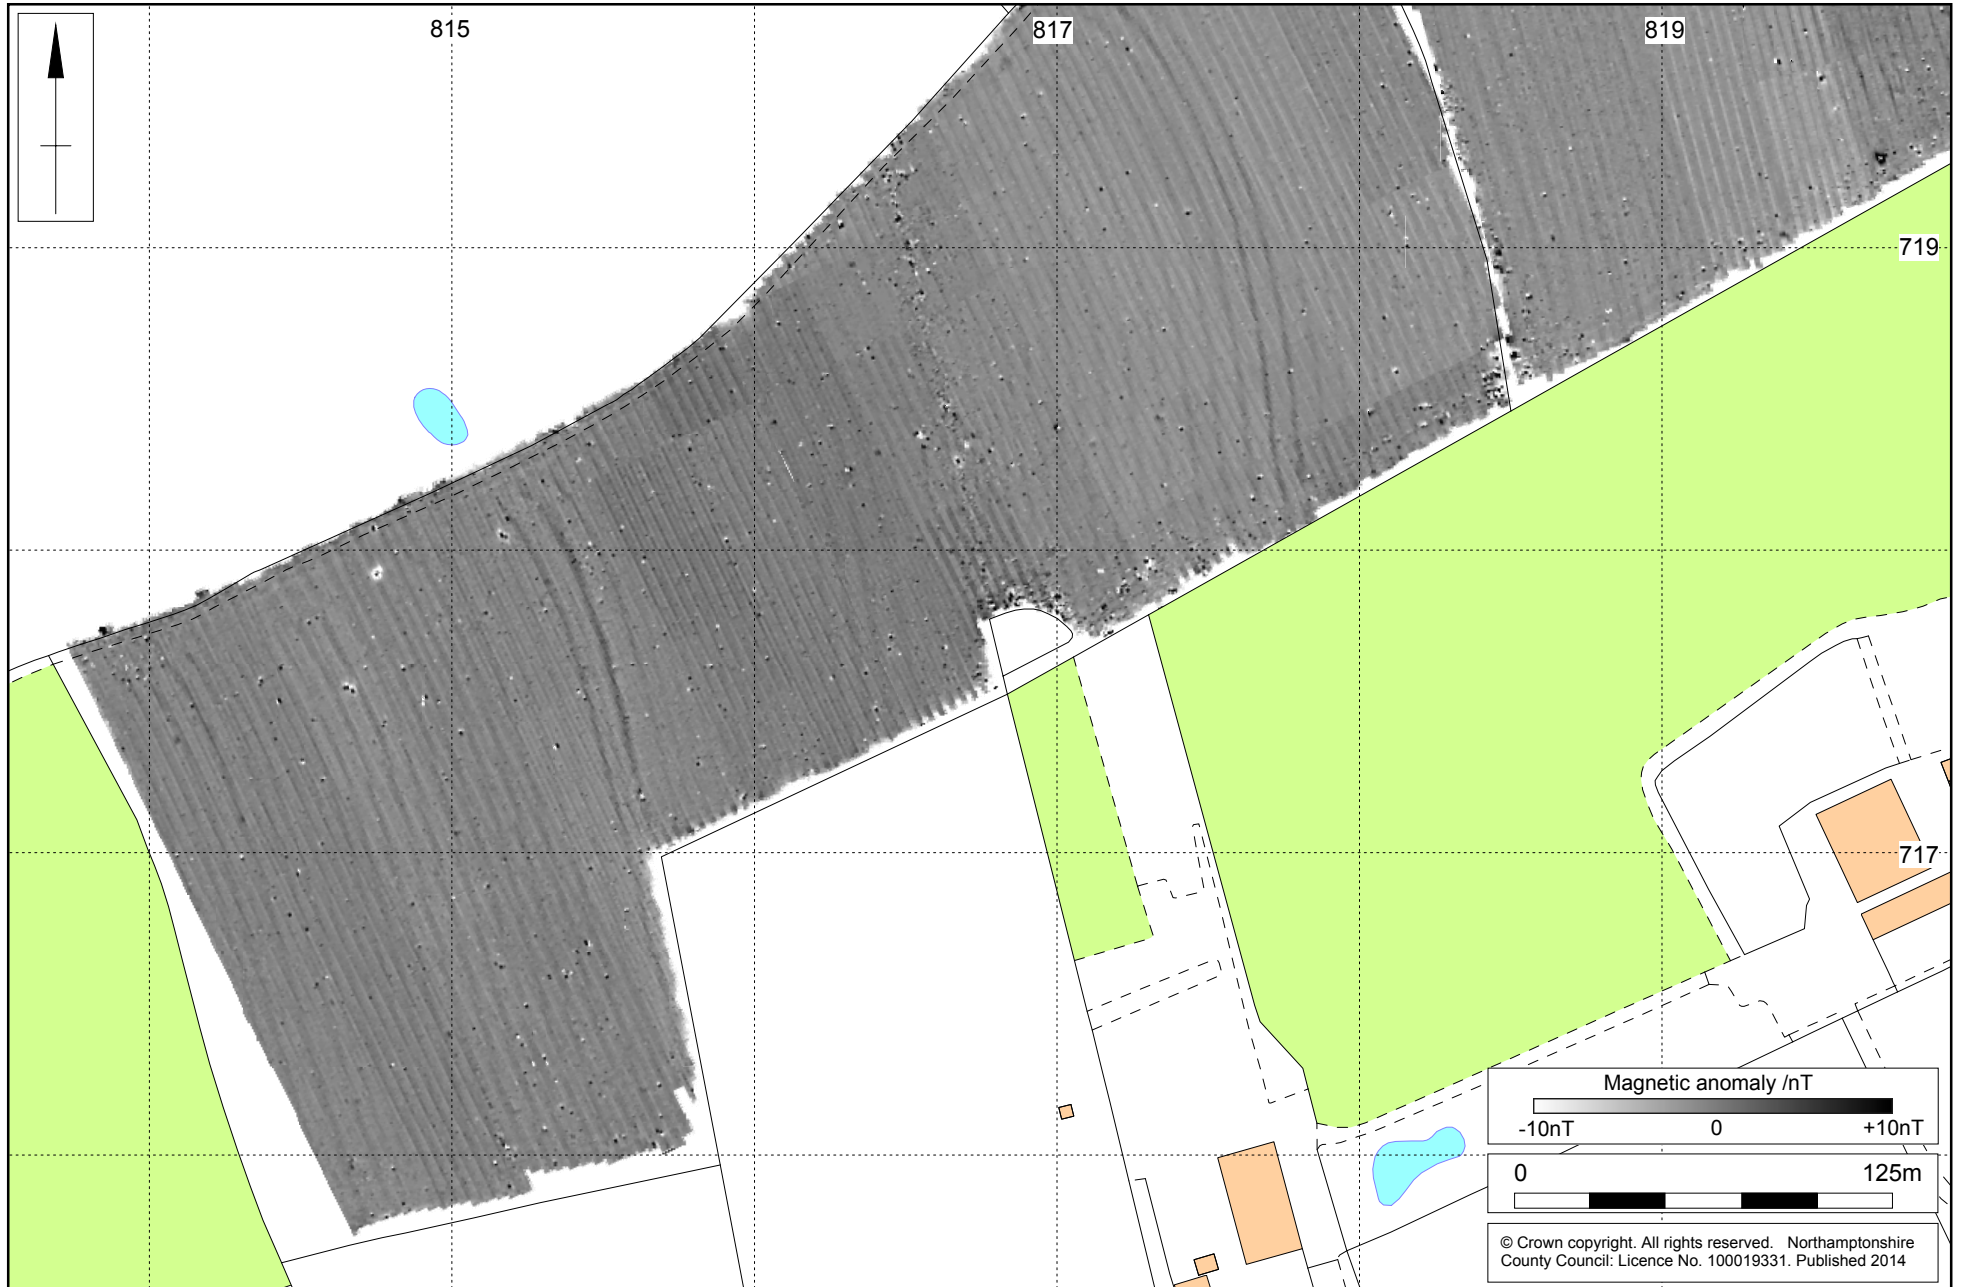 815
817
819
719
717
Magnetic anomaly /nT
-10nT 0 +10nT
0 125m
© Crown copyright. All rights reserved. Northamptonshire
County Council: Licence No. 100019331. Published 2014